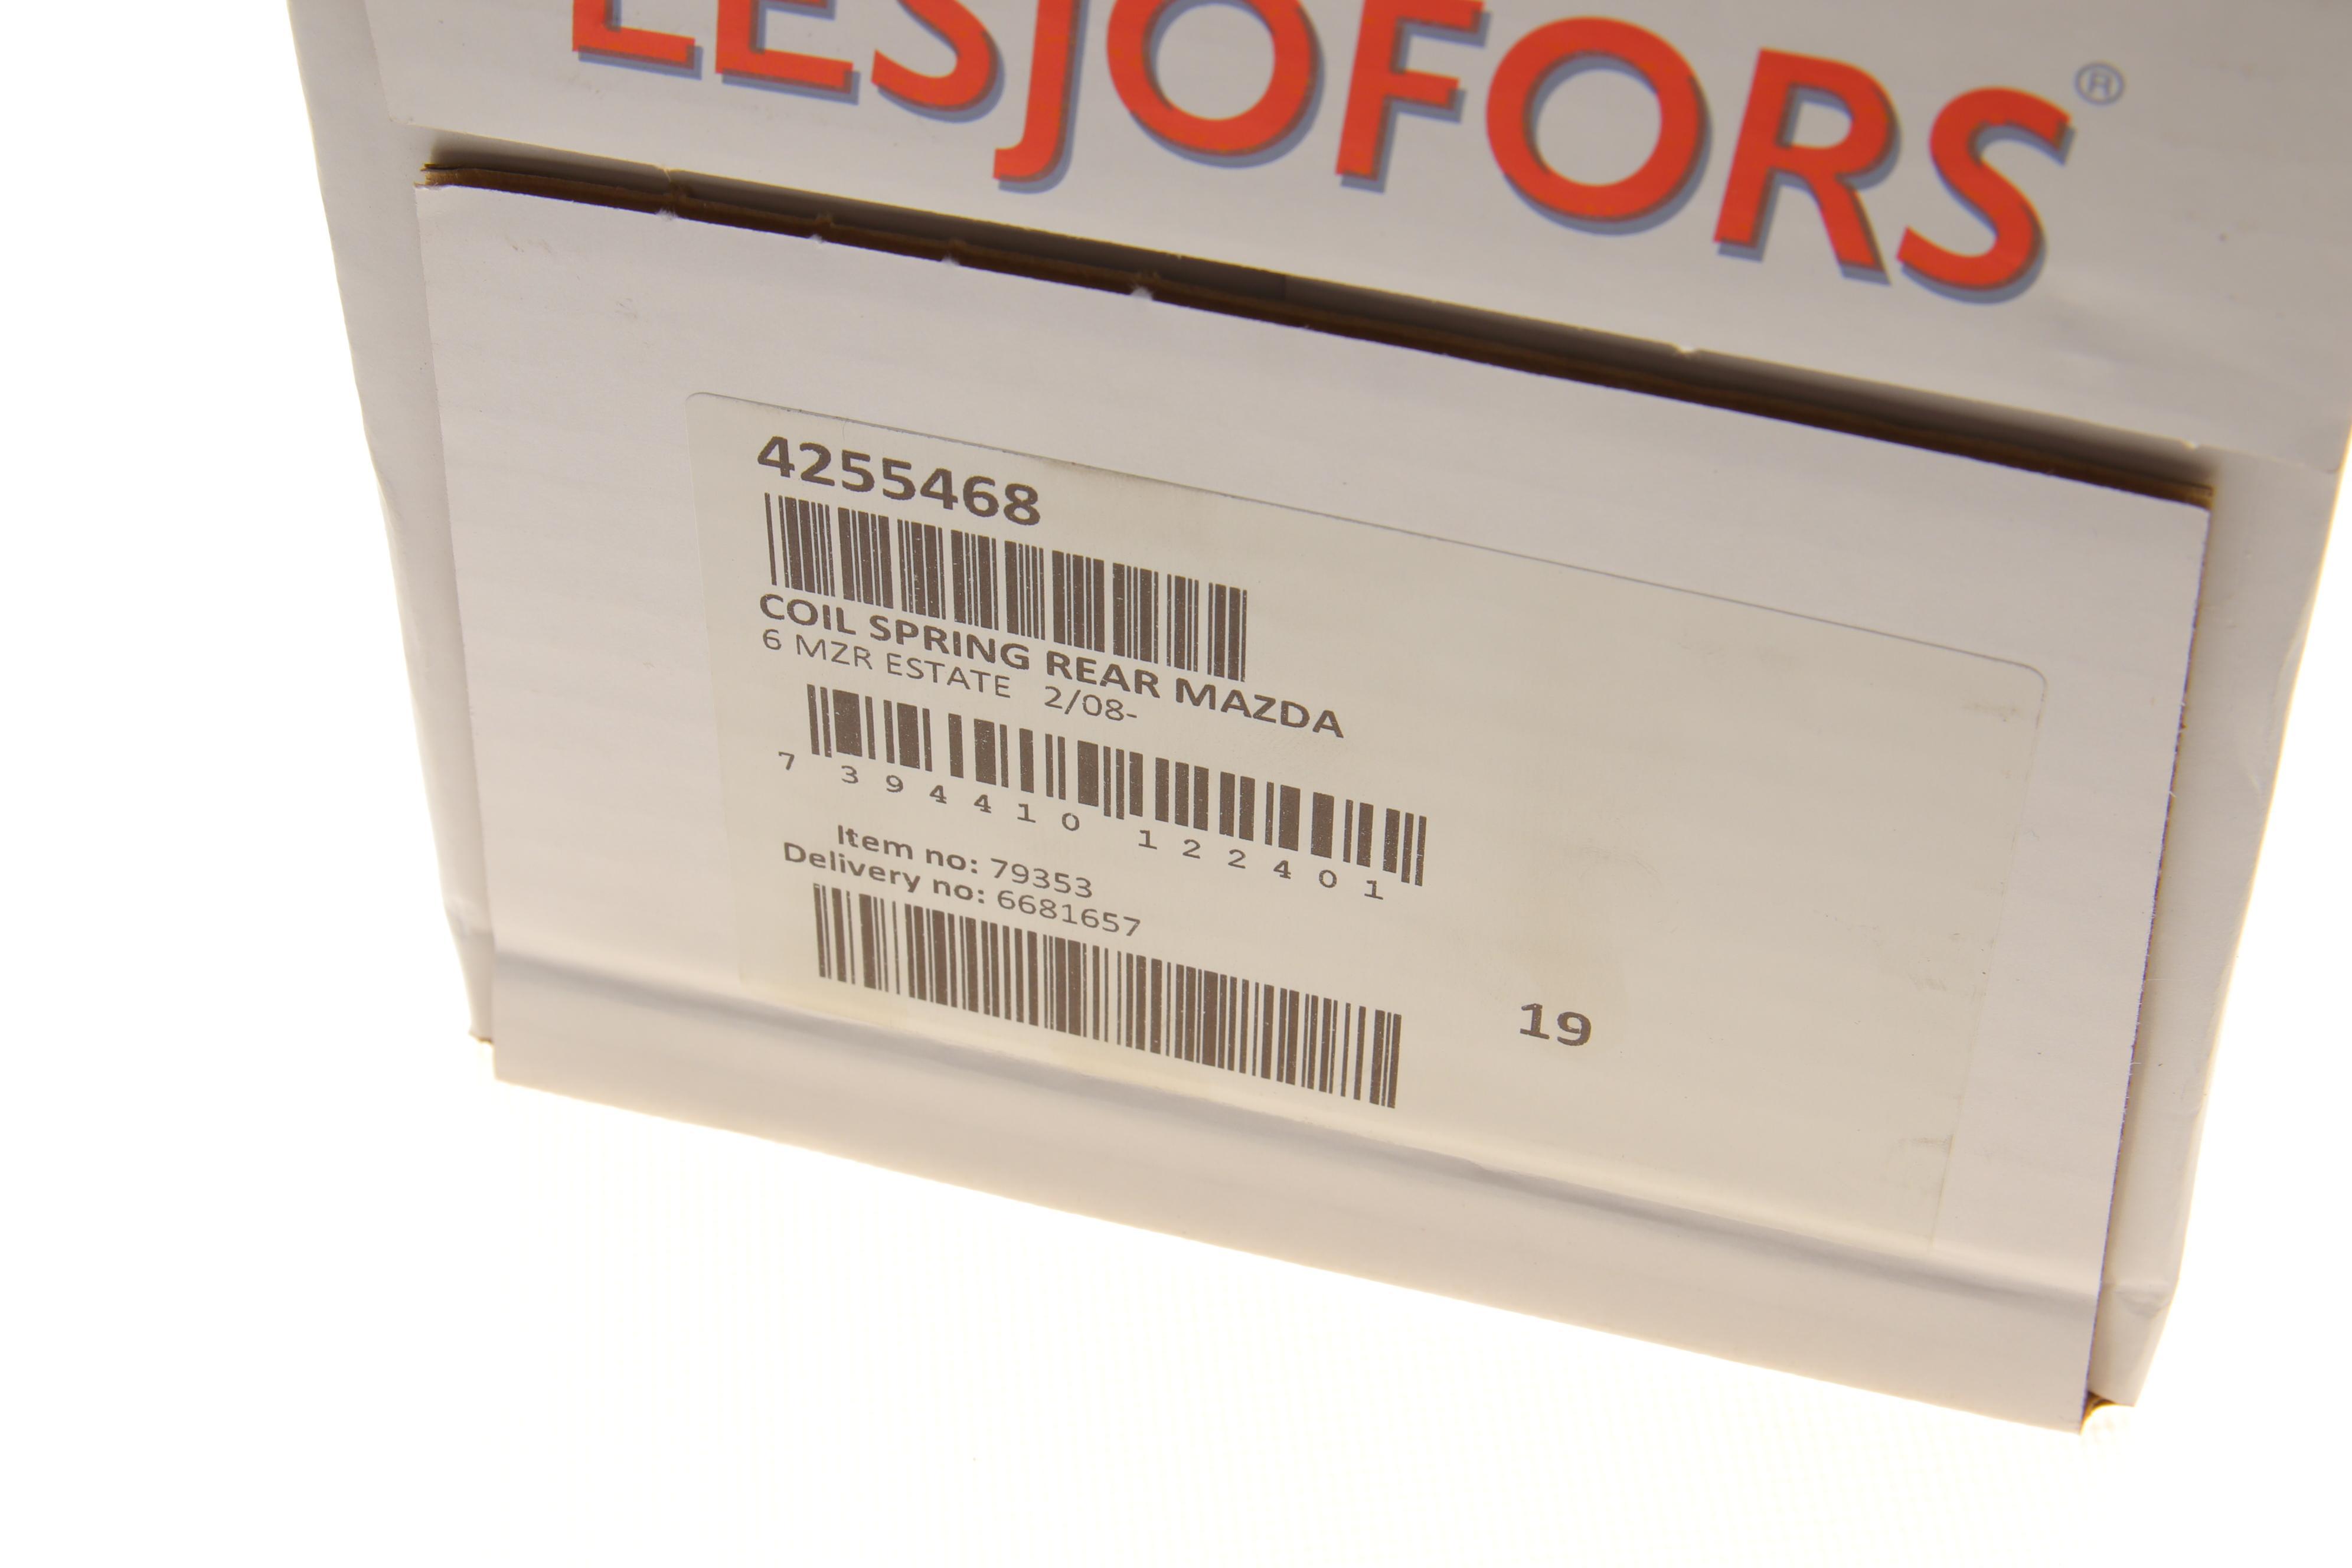 LESJOFORS®
4255468
COIL SPRING REAR MAZDA
6 MZR ESTATE 2/08-
7 394410 122401
Item no: 79353
Delivery no: 6681657
19